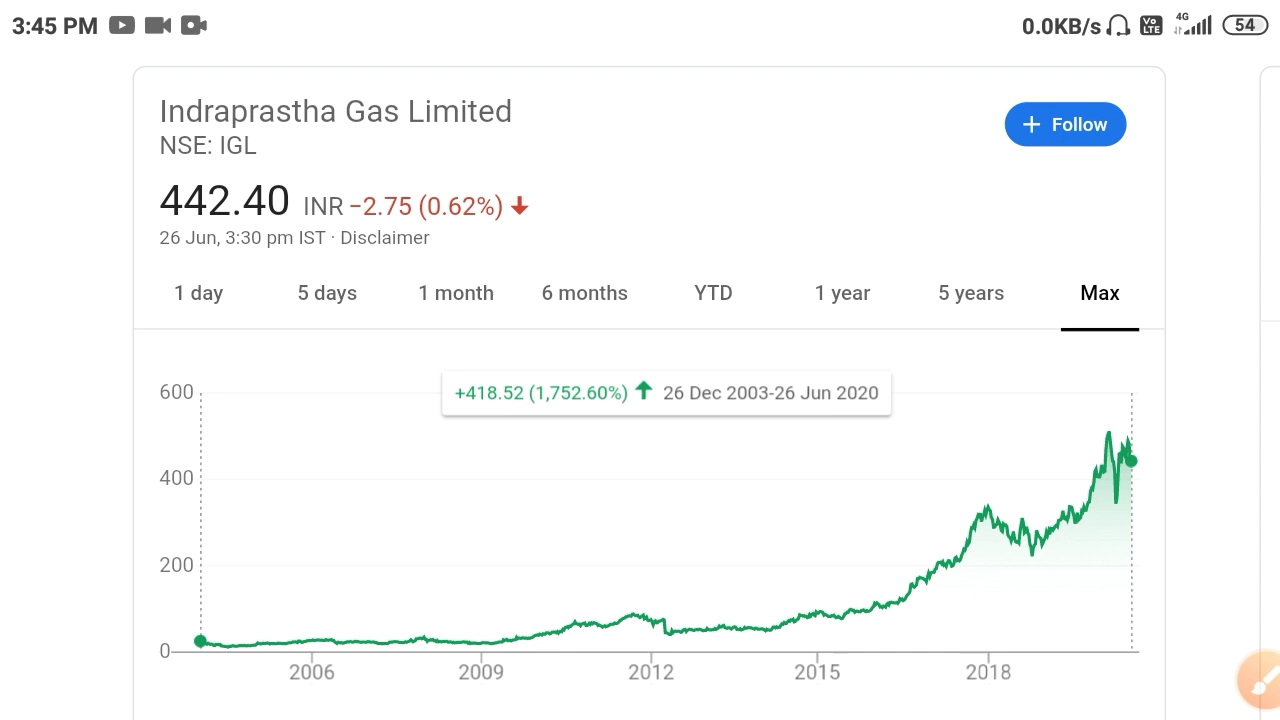 3:45 PM 0.0KB/s Vo LTE 4G 54
Indraprastha Gas Limited
NSE: IGL
+ Follow
442.40 INR −2.75 (0.62%)
26 Jun, 3:30 pm IST · Disclaimer
1 day 5 days 1 month 6 months YTD 1 year 5 years Max
+418.52 (1,752.60%) 26 Dec 2003-26 Jun 2020
600
400
200
0
2006 2009 2012 2015 2018